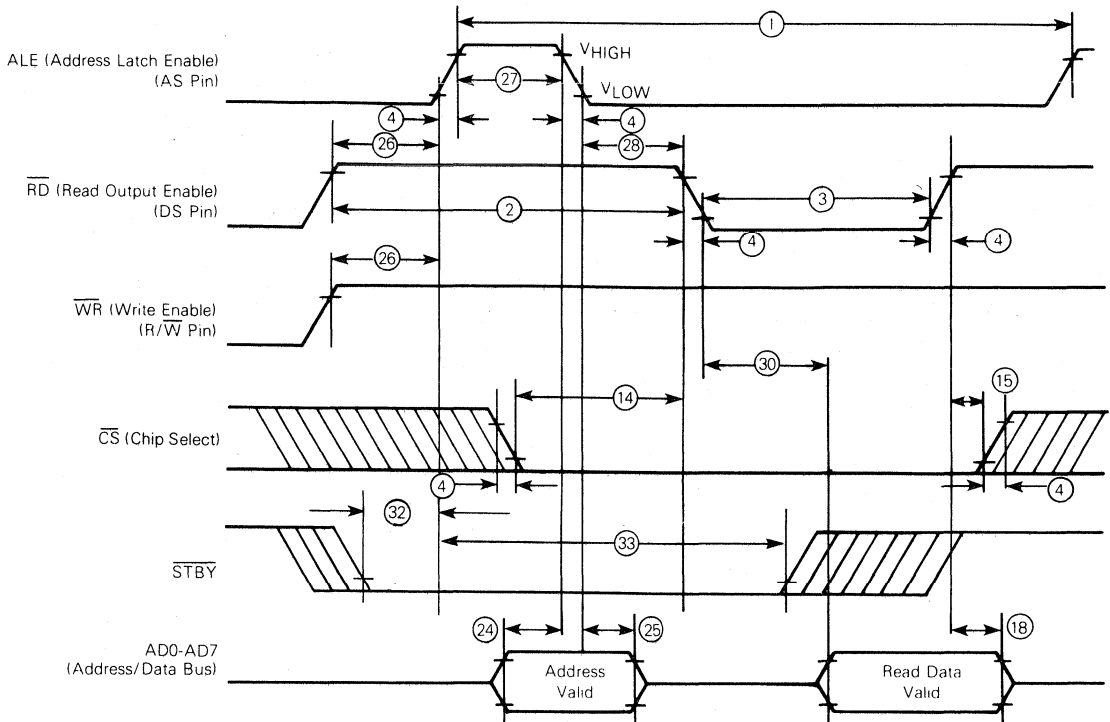 ①
ALE (Address Latch Enable)
(AS Pin)
VHIGH
㉗
VLOW
④
④
㉖
㉘
RD (Read Output Enable)
(DS Pin)
②
③
④
④
㉖
WR (Write Enable)
(R/W Pin)
㉚
⑭
⑮
CS (Chip Select)
④
④
㉜
㉝
STBY
㉔
㉕
⑱
AD0-AD7
(Address/Data Bus)
Address
Valid
Read Data
Valid